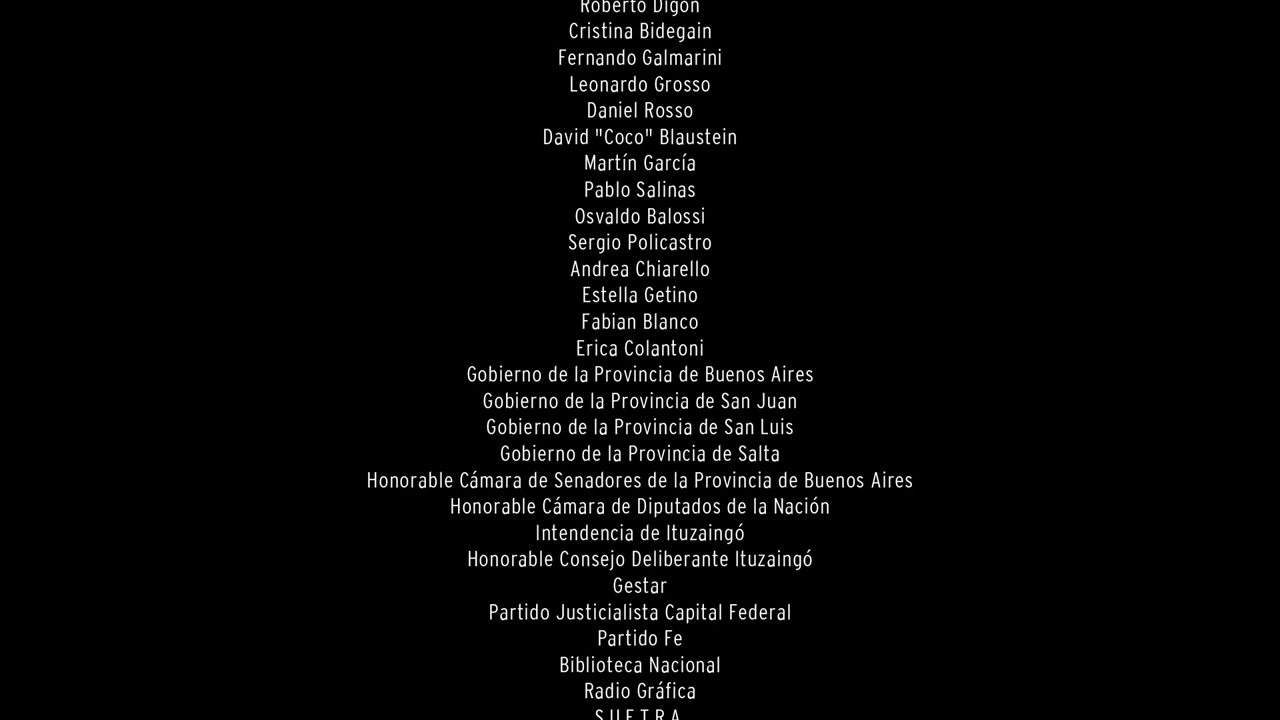 Roberto Digón
Cristina Bidegain
Fernando Galmarini
Leonardo Grosso
Daniel Rosso
David "Coco" Blaustein
Martín García
Pablo Salinas
Osvaldo Balossi
Sergio Policastro
Andrea Chiarello
Estella Getino
Fabian Blanco
Erica Colantoni
Gobierno de la Provincia de Buenos Aires
Gobierno de la Provincia de San Juan
Gobierno de la Provincia de San Luis
Gobierno de la Provincia de Salta
Honorable Cámara de Senadores de la Provincia de Buenos Aires
Honorable Cámara de Diputados de la Nación
Intendencia de Ituzaingó
Honorable Consejo Deliberante Ituzaingó
Gestar
Partido Justicialista Capital Federal
Partido Fe
Biblioteca Nacional
Radio Gráfica